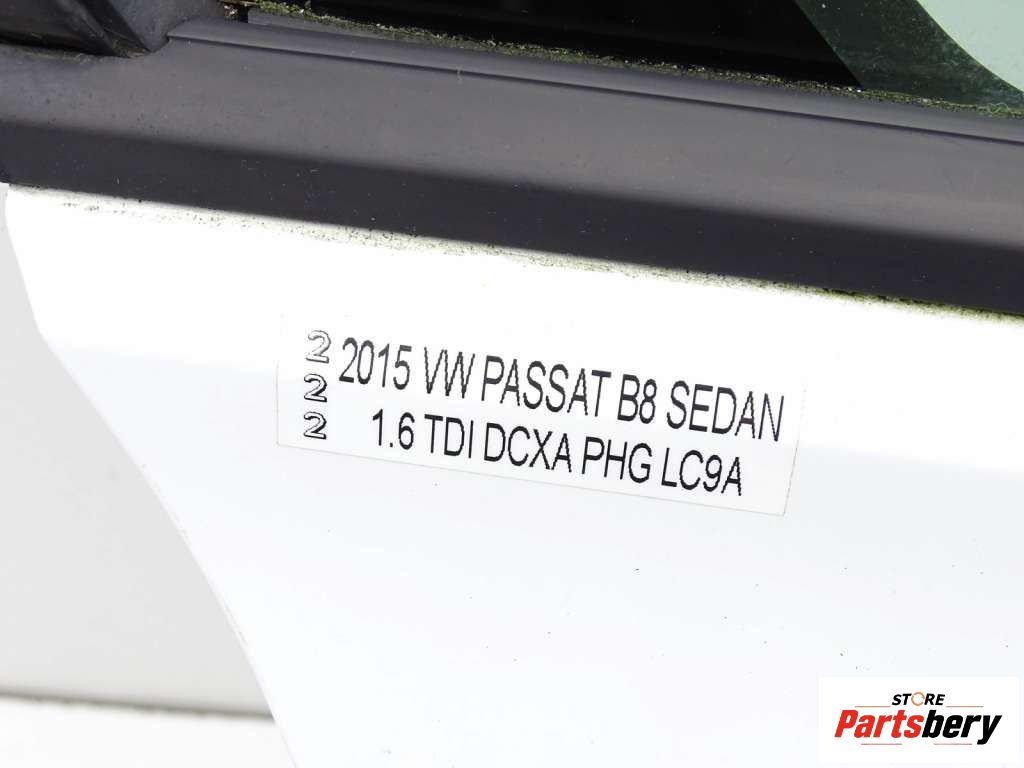 2
2
2
2015 VW PASSAT B8 SEDAN
1.6 TDI DCXA PHG LC9A
STORE
Partsbery